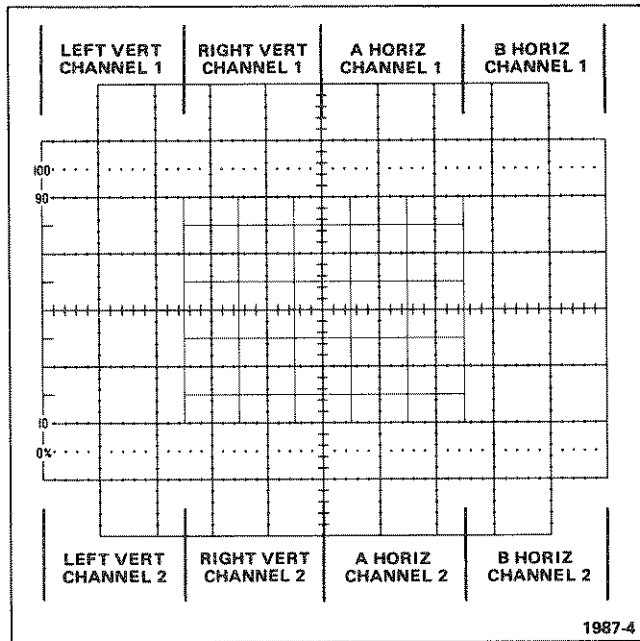 LEFT VERT
CHANNEL 1
RIGHT VERT
CHANNEL 1
A HORIZ
CHANNEL 1
B HORIZ
CHANNEL 1
100
90
10
0%
LEFT VERT
CHANNEL 2
RIGHT VERT
CHANNEL 2
A HORIZ
CHANNEL 2
B HORIZ
CHANNEL 2
1987-4